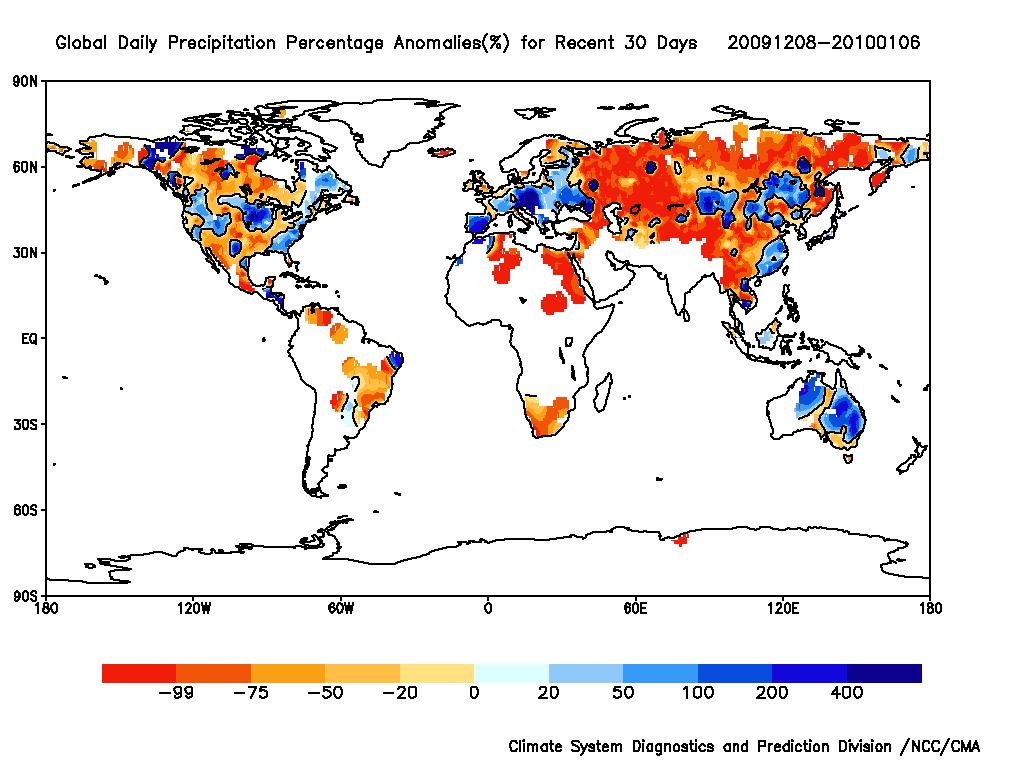 Global Daily Precipitation Percentage Anomalies(%) for Recent 30 Days 20091208-20100106
90N
60N
30N
EQ
30S
60S
90S
180 120W 60W 0 60E 120E 180
-99 -75 -50 -20 0 20 50 100 200 400
Climate System Diagnostics and Prediction Division /NCC/CMA